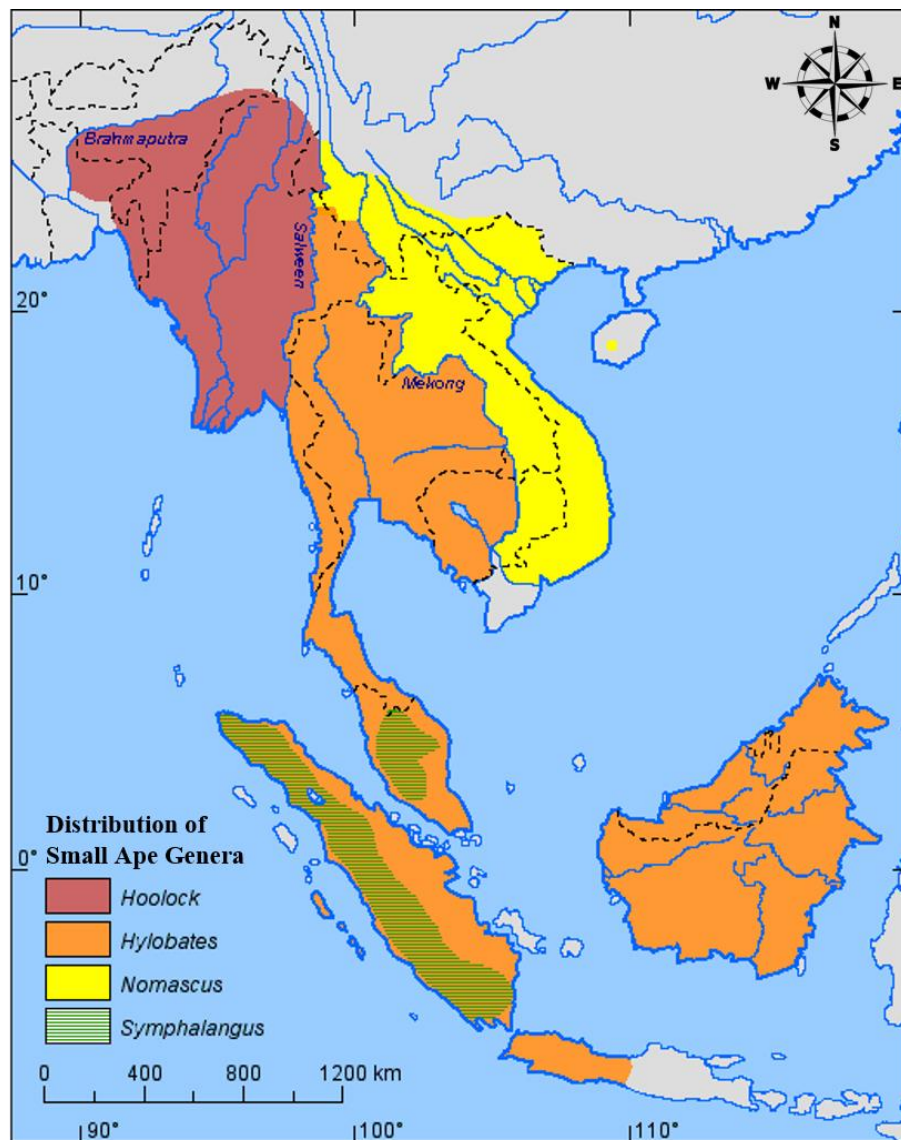 N
W E
S
Brahmaputra
Salween
20°
Mekong
10°
Distribution of
Small Ape Genera
0°
Hoolock
Hylobates
Nomascus
Symphalangus
0 400 800 1200 km
90° 100° 110°